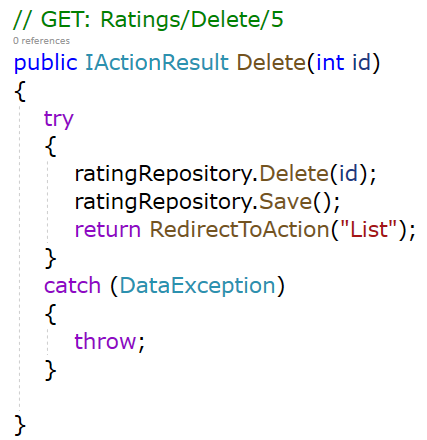 // GET: Ratings/Delete/5
0 references
public IActionResult Delete(int id)
{
try
{
ratingRepository.Delete(id);
ratingRepository.Save();
return RedirectToAction("List");
}
catch (DataException)
{
throw;
}
}